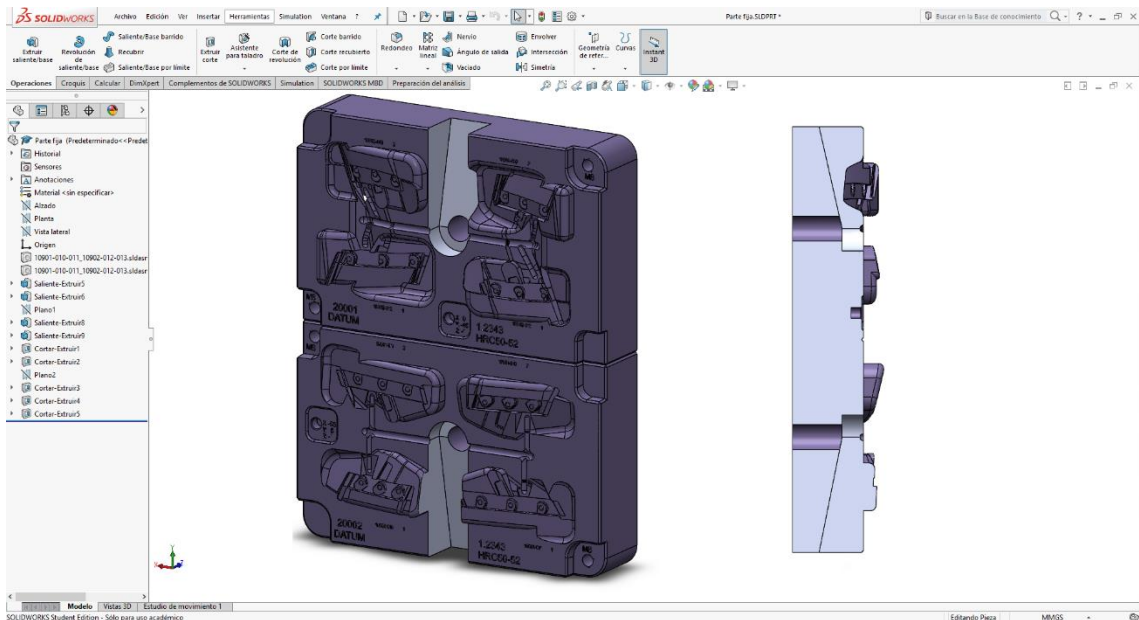 SOLIDWORKS Archivo Edición Ver Insertar Herramientas Simulation Ventana ? Parte fija.SLDPRT * Buscar en la Base de conocimiento
Extruir saliente/base
Revolución de saliente/base
Saliente/Base barrido
Recubrir
Saliente/Base por límite
Extruir corte
Asistente para taladro
Corte de revolución
Corte barrido
Corte recubierto
Corte por límite
Redondeo
Matriz lineal
Nervio
Ángulo de salida
Vaciado
Envolver
Intersección
Simetría
Geometría de refer...
Curvas
Instant 3D
Operaciones Croquis Calcular DimXpert Complementos de SOLIDWORKS Simulation SOLIDWORKS MBD Preparación del análisis
Parte fija (Predeterminado<<Predet
Historial
Sensores
Anotaciones
Material <sin especificar>
Alzado
Planta
Vista lateral
Origen
10901-010-011_10902-012-013.sldasr
10901-010-011_10902-012-013.sldasr
Saliente-Extruir5
Saliente-Extruir6
Plano1
Saliente-Extruir8
Saliente-Extruir9
Cortar-Extruir1
Cortar-Extruir2
Plano2
Cortar-Extruir3
Cortar-Extruir4
Cortar-Extruir5
20001
DATUM
1.2343
HRC50-52
20002
DATUM
1.2343
HRC50-52
Modelo Vistas 3D Estudio de movimiento 1
SOLIDWORKS Student Edition - Sólo para uso académico Editando Pieza MMGS